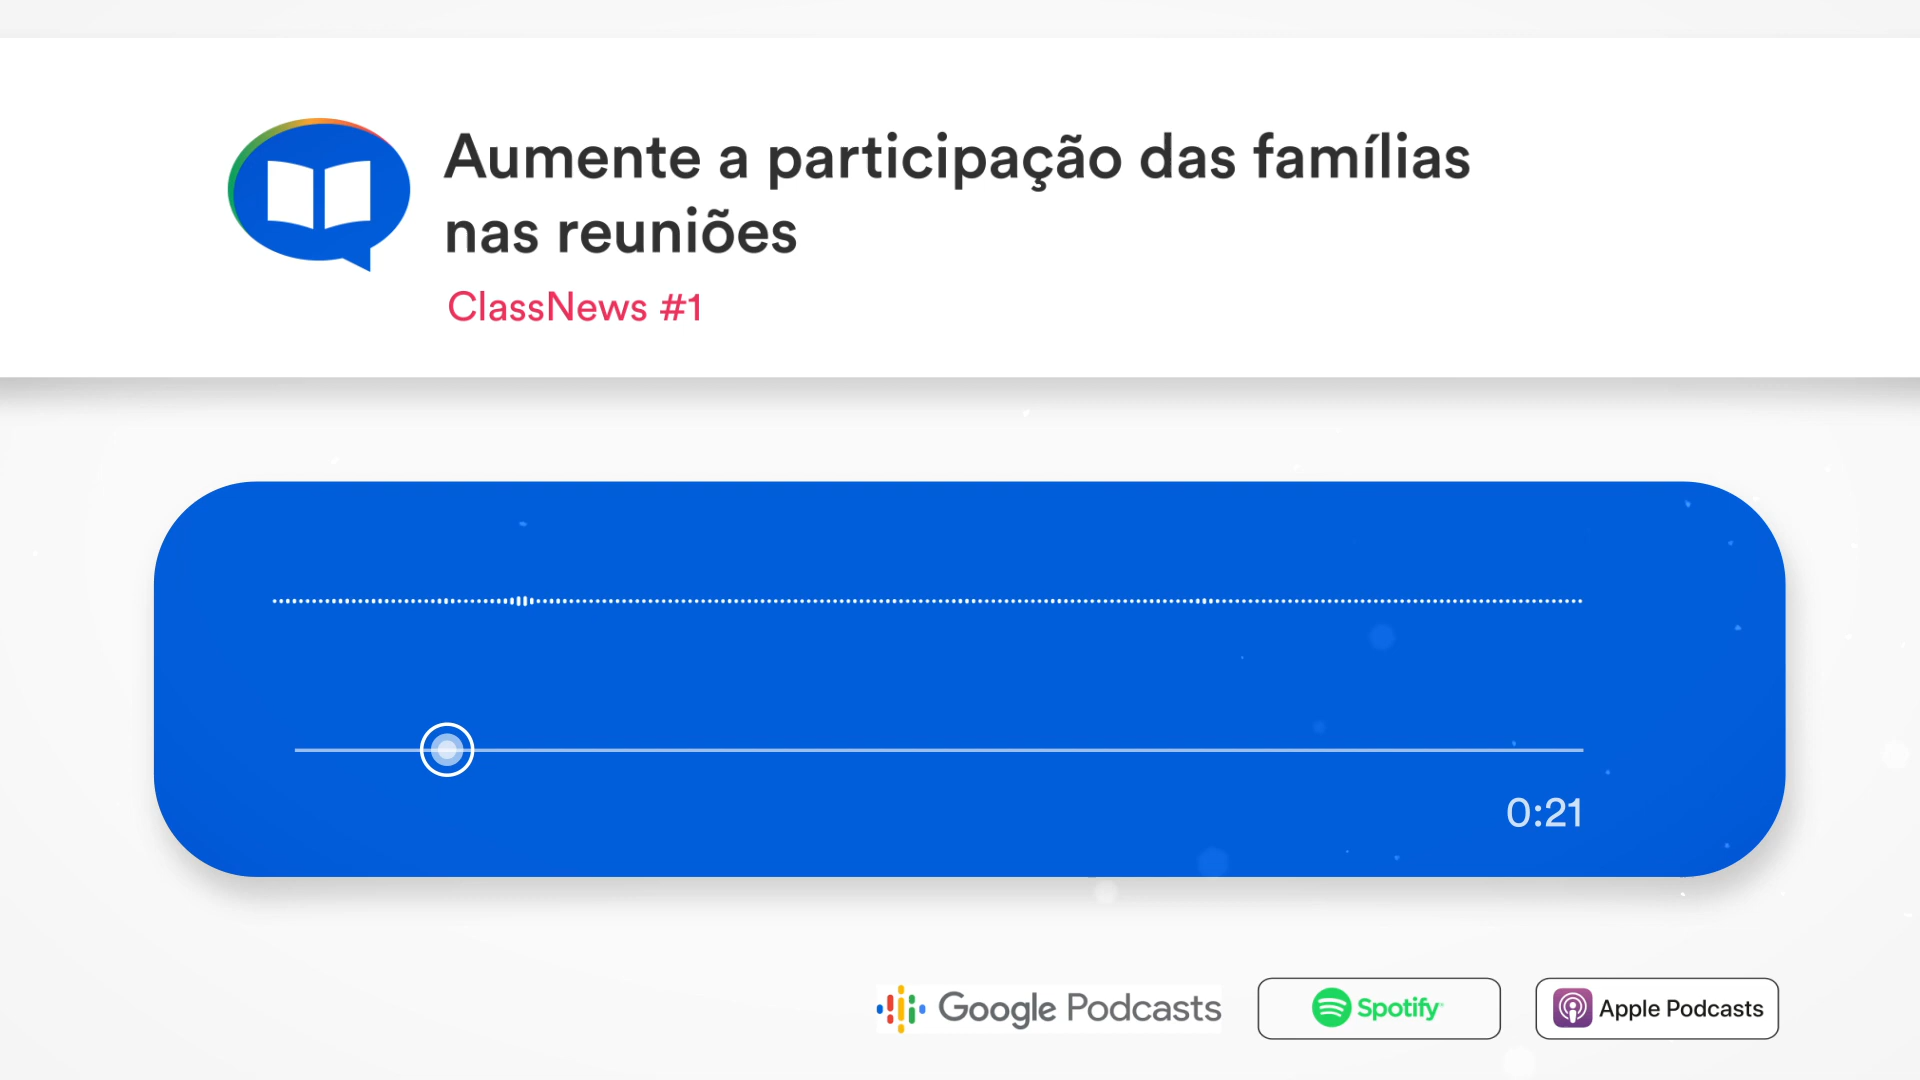 Aumente a participação das famílias
nas reuniões
ClassNews #1
0:21
Google Podcasts
Spotify
Apple Podcasts